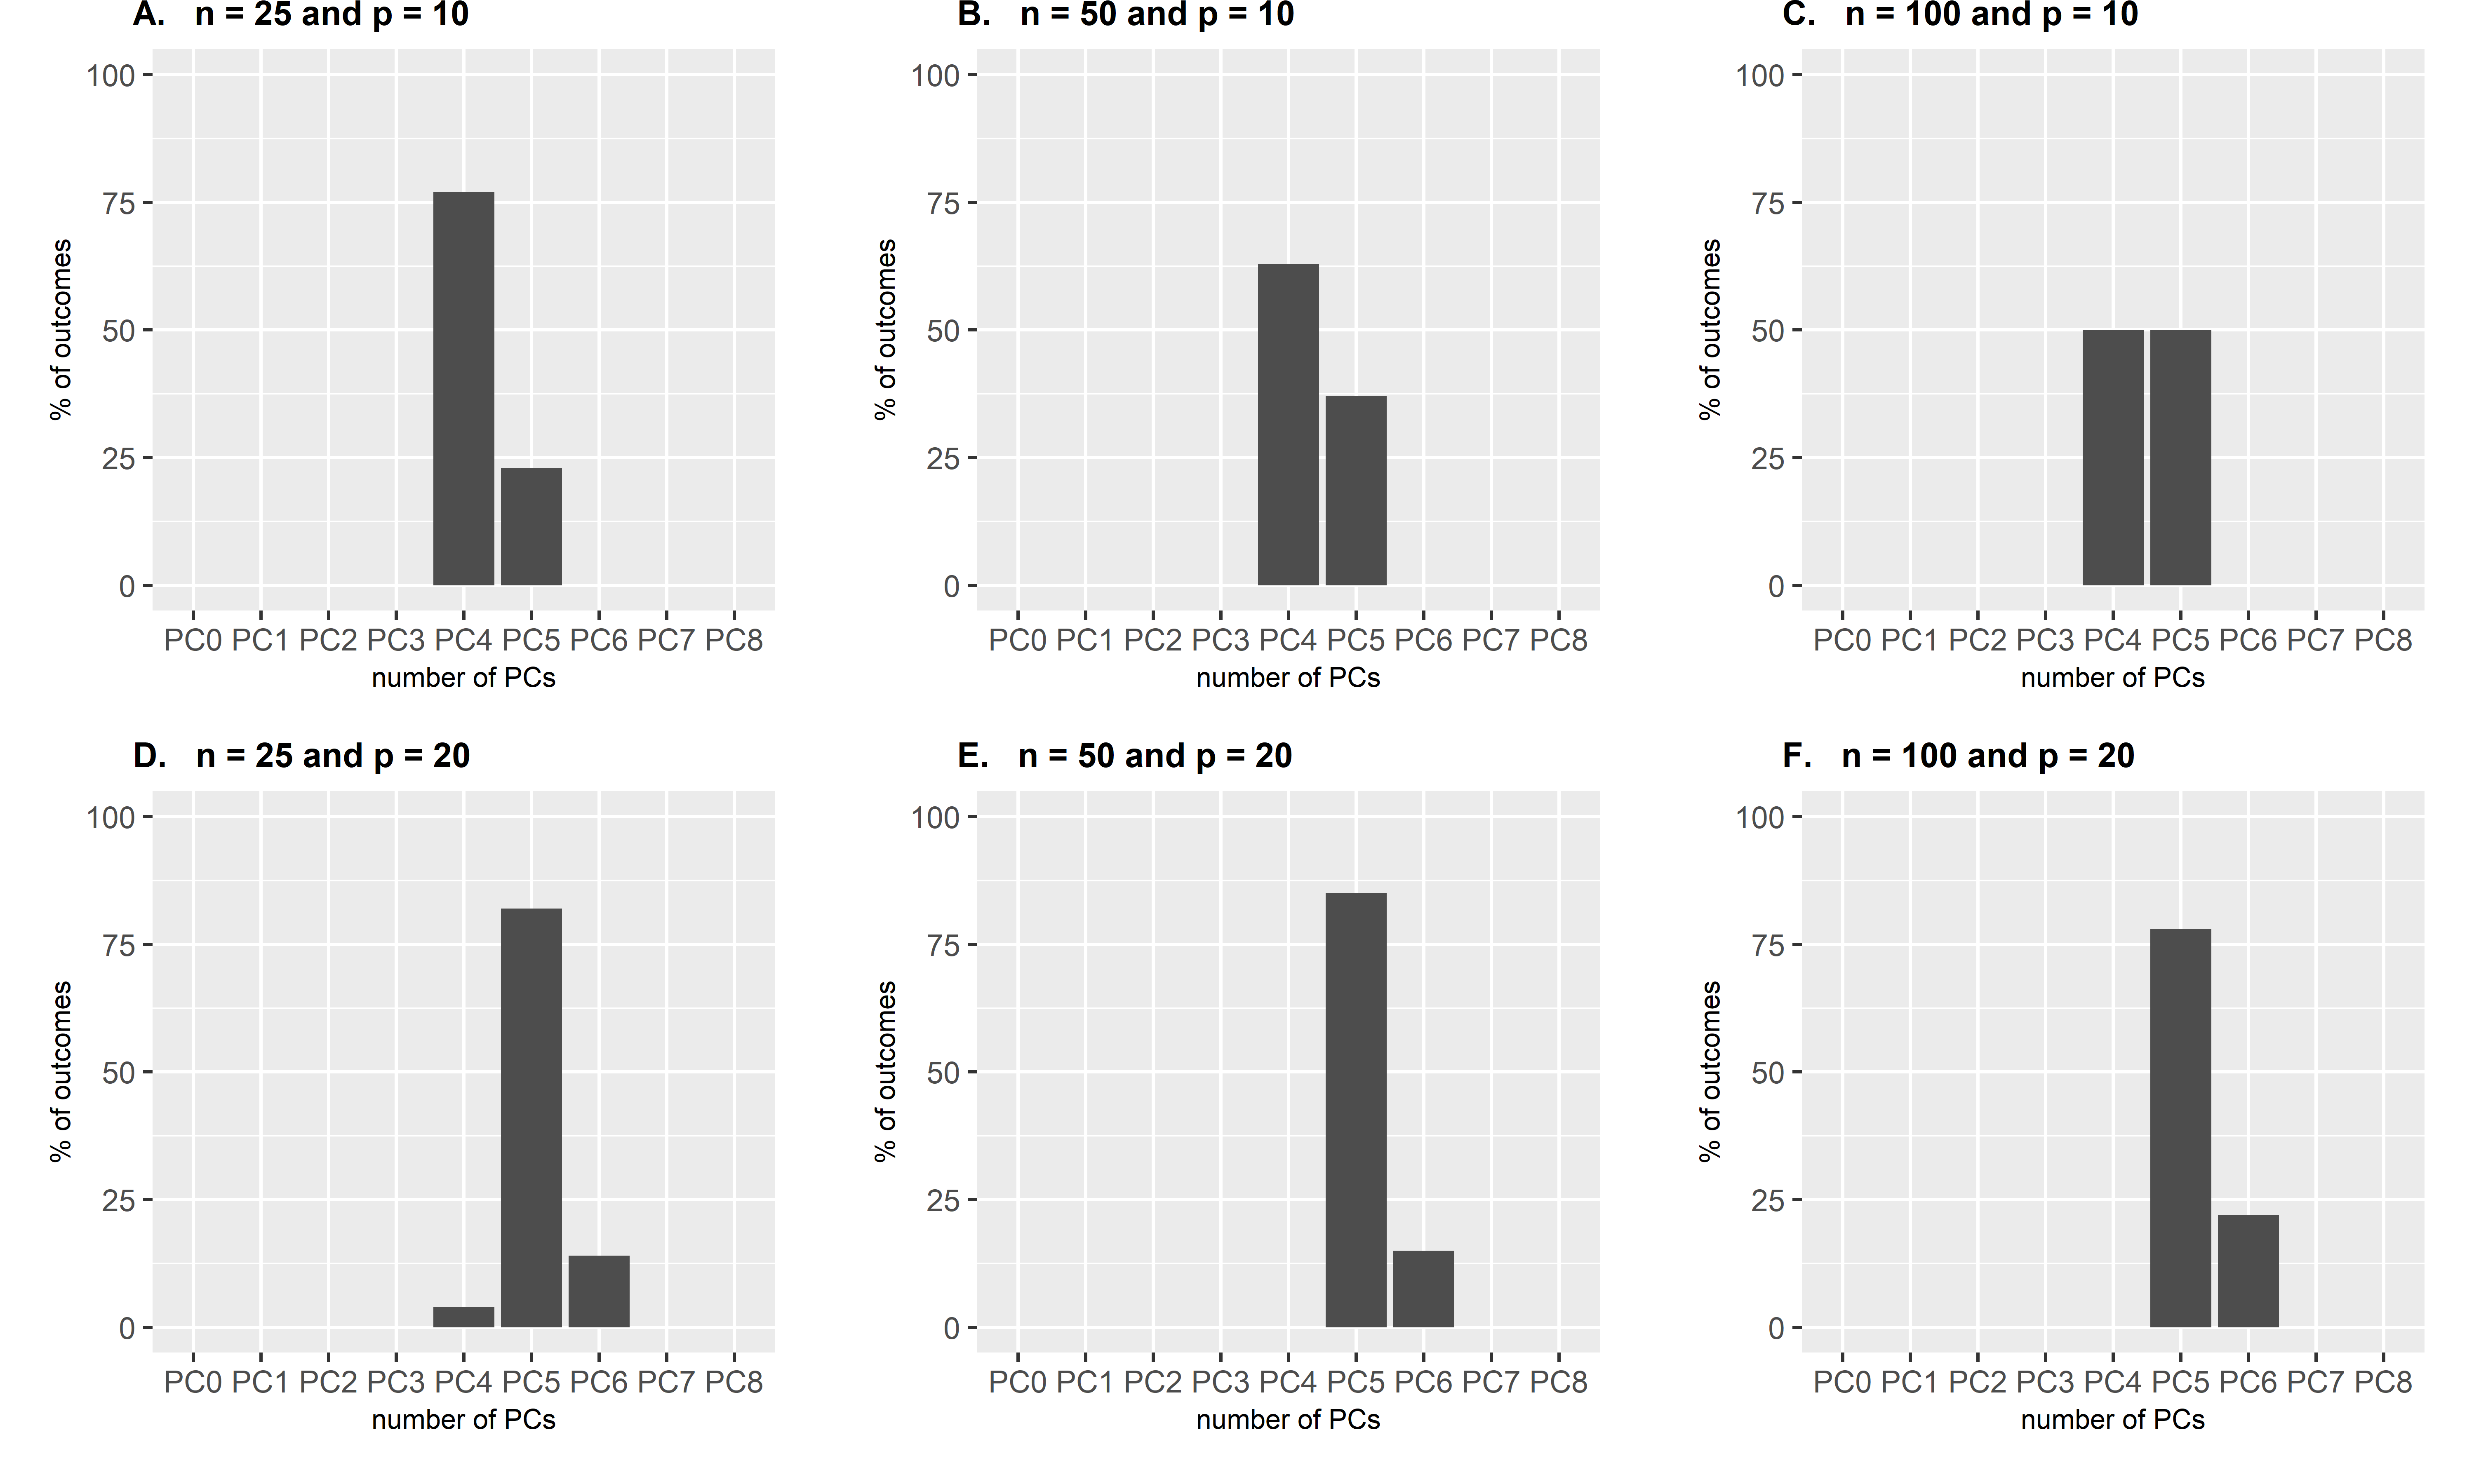 A. n = 25 and p = 10
100
75
50
25
0
% of outcomes
PC0 PC1 PC2 PC3 PC4 PC5 PC6 PC7 PC8
number of PCs
B. n = 50 and p = 10
100
75
50
25
0
% of outcomes
PC0 PC1 PC2 PC3 PC4 PC5 PC6 PC7 PC8
number of PCs
C. n = 100 and p = 10
100
75
50
25
0
% of outcomes
PC0 PC1 PC2 PC3 PC4 PC5 PC6 PC7 PC8
number of PCs
D. n = 25 and p = 20
100
75
50
25
0
% of outcomes
PC0 PC1 PC2 PC3 PC4 PC5 PC6 PC7 PC8
number of PCs
E. n = 50 and p = 20
100
75
50
25
0
% of outcomes
PC0 PC1 PC2 PC3 PC4 PC5 PC6 PC7 PC8
number of PCs
F. n = 100 and p = 20
100
75
50
25
0
% of outcomes
PC0 PC1 PC2 PC3 PC4 PC5 PC6 PC7 PC8
number of PCs